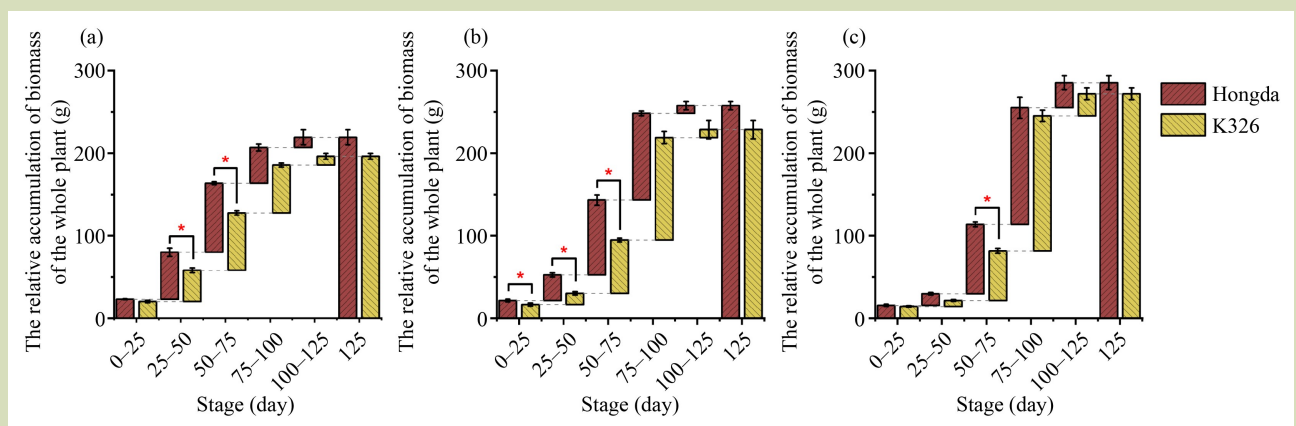 (a)
The relative accumulation of biomass
of the whole plant (g)
300
200
100
0
*
*
0–25
25–50
50–75
75–100
100–125
125
Stage (day)
(b)
The relative accumulation of biomass
of the whole plant (g)
300
200
100
0
*
*
*
0–25
25–50
50–75
75–100
100–125
125
Stage (day)
(c)
The relative accumulation of biomass
of the whole plant (g)
300
200
100
0
*
0–25
25–50
50–75
75–100
100–125
125
Stage (day)
Hongda
K326